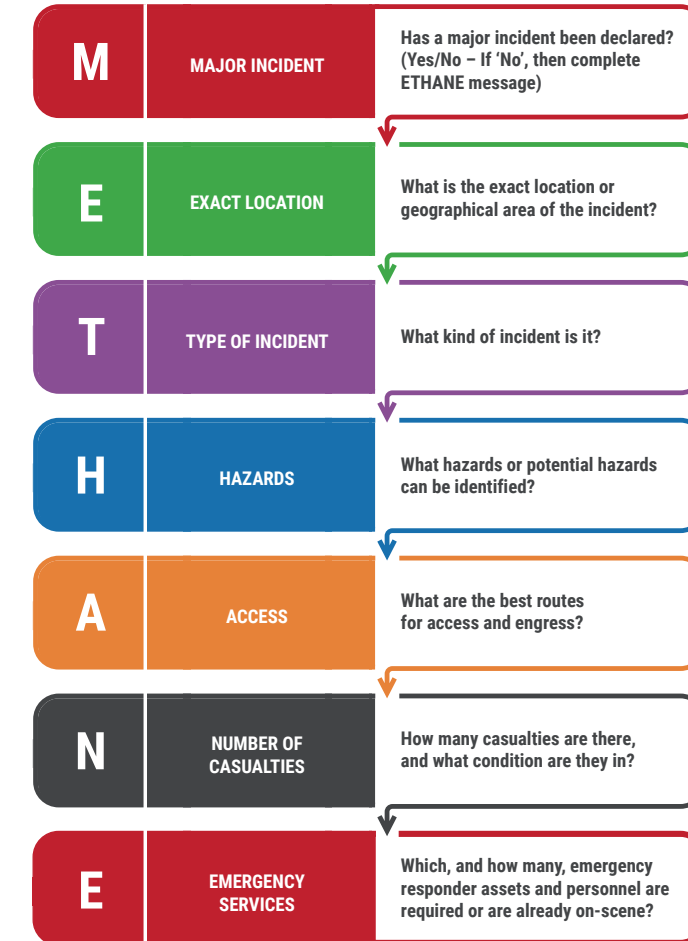 M
MAJOR INCIDENT
Has a major incident been declared?
(Yes/No – If ‘No’, then complete
ETHANE message)
E
EXACT LOCATION
What is the exact location or
geographical area of the incident?
T
TYPE OF INCIDENT
What kind of incident is it?
H
HAZARDS
What hazards or potential hazards
can be identified?
A
ACCESS
What are the best routes
for access and engress?
N
NUMBER OF
CASUALTIES
How many casualties are there,
and what condition are they in?
E
EMERGENCY
SERVICES
Which, and how many, emergency
responder assets and personnel are
required or are already on-scene?